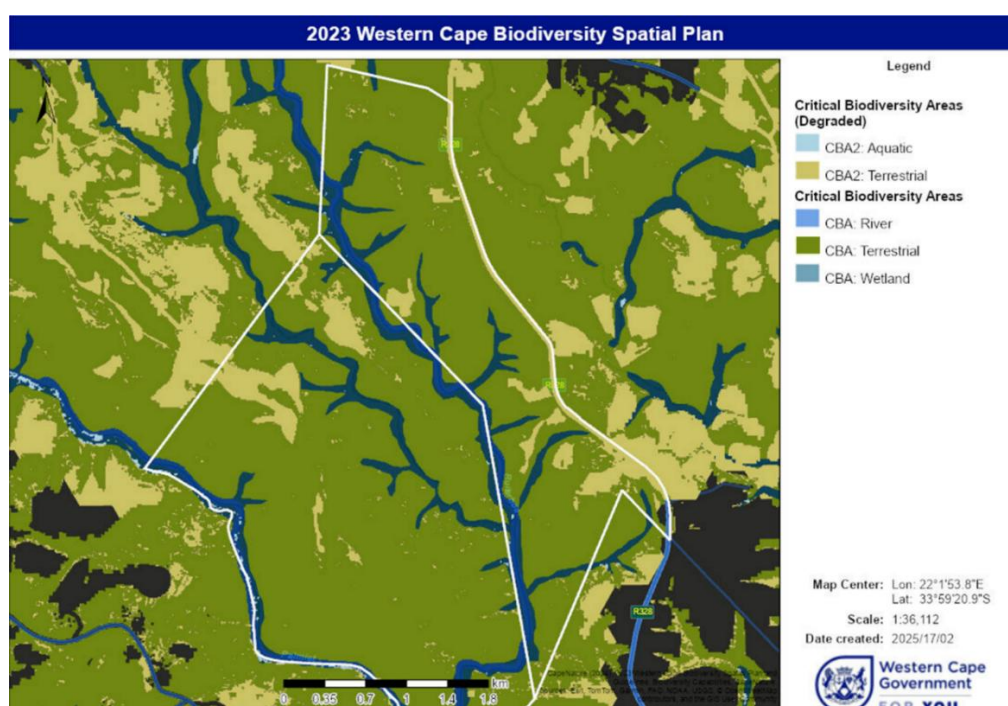 2023 Western Cape Biodiversity Spatial Plan
N
Legend
Critical Biodiversity Areas
(Degraded)
CBA2: Aquatic
CBA2: Terrestrial
Critical Biodiversity Areas
CBA: River
CBA: Terrestrial
CBA: Wetland
R328
km
0 0.35 0.7 1.4 1.8
Map Center: Lon: 22°1'53.8"E
Lat: 33°59'20.9"S
Scale: 1:36,112
Date created: 2025/17/02
Western Cape
Government
FOR YOU